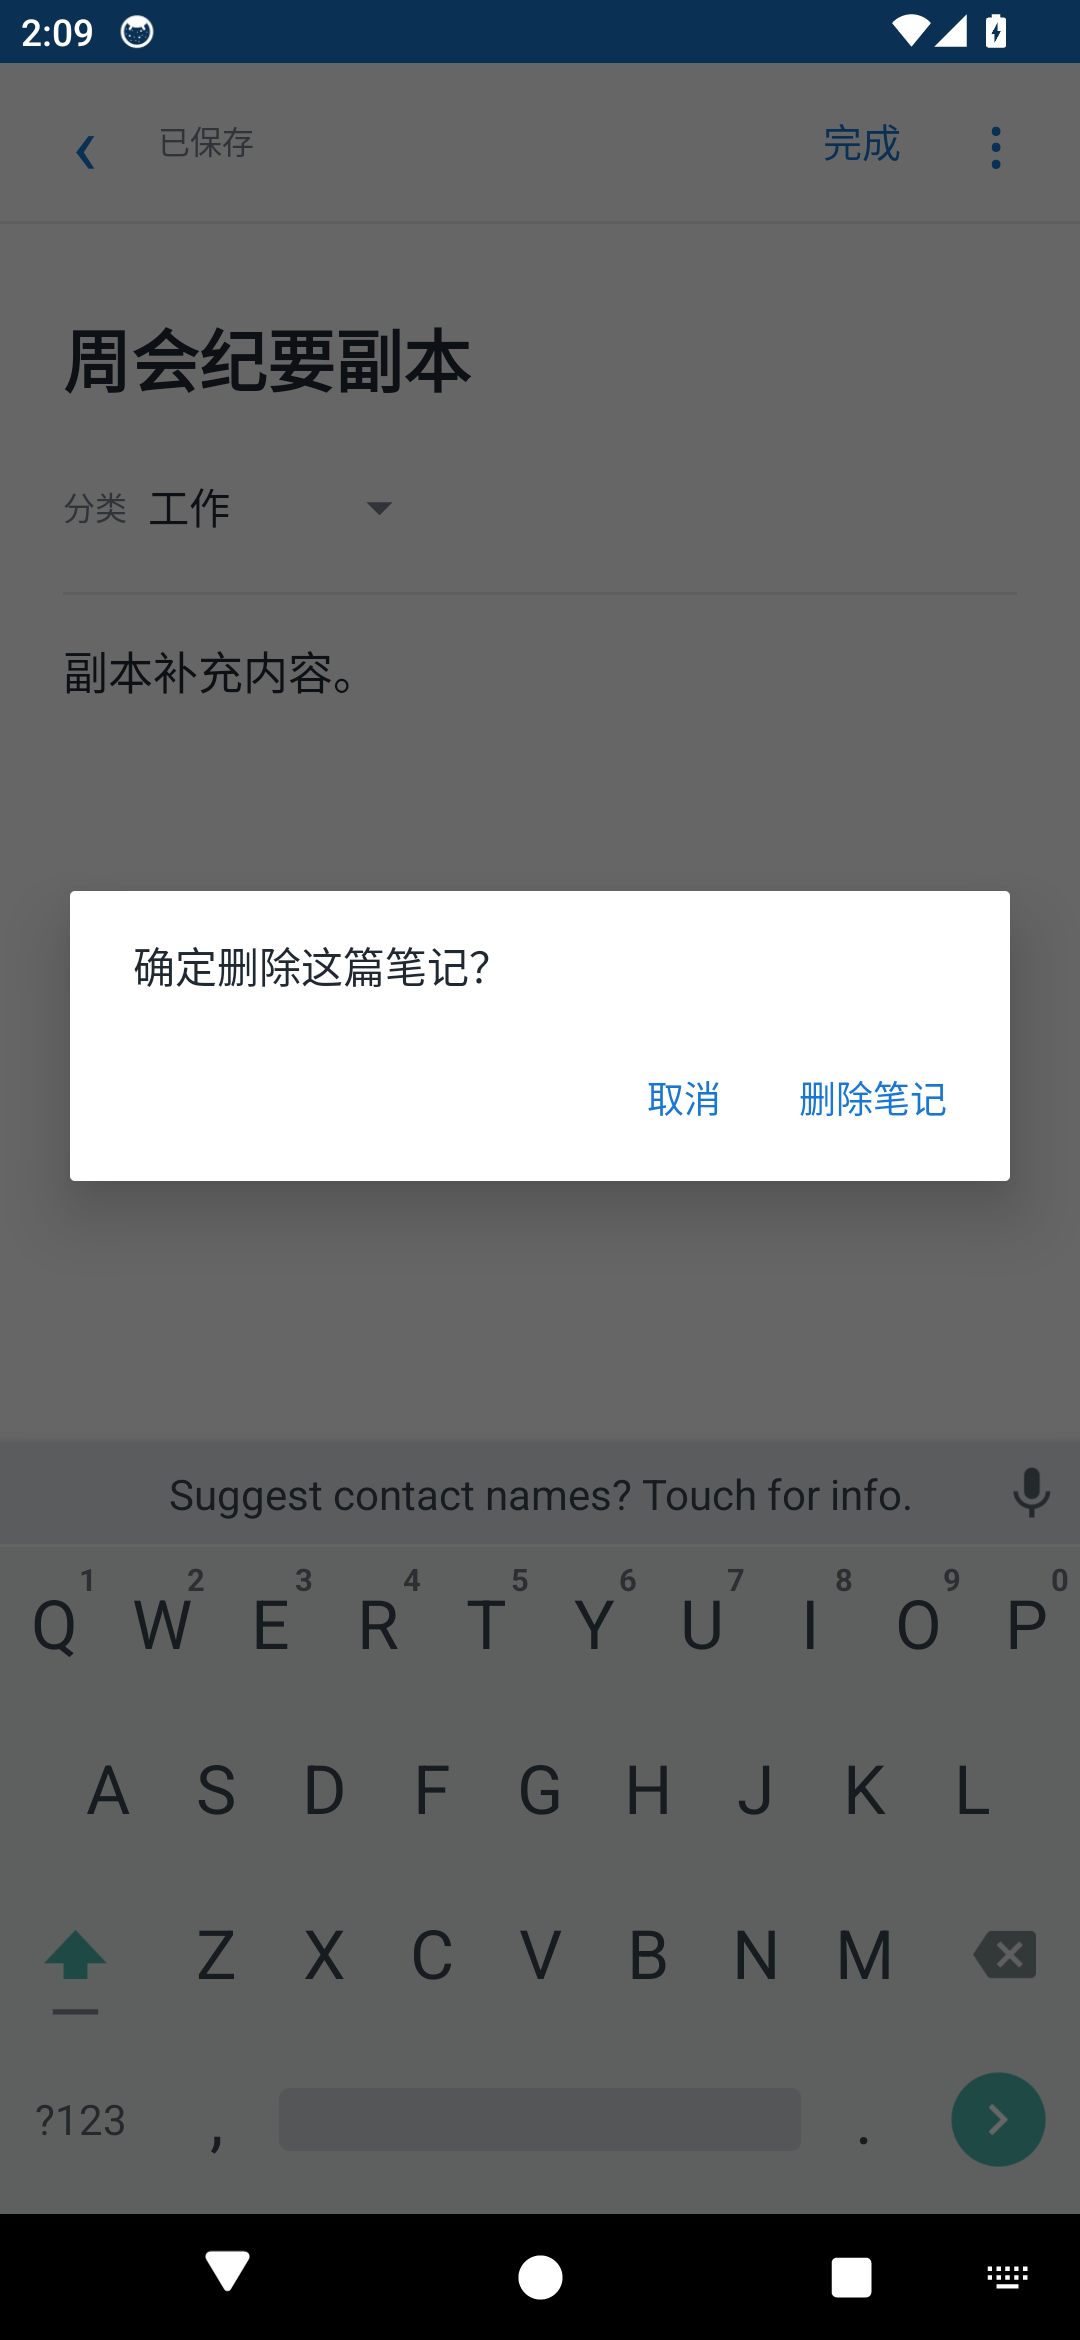 2:09
已保存 完成
周会纪要副本
分类 工作
副本补充内容。
确定删除这篇笔记?
取消 删除笔记
Suggest contact names? Touch for info.
1 2 3 4 5 6 7 8 9 0
Q W E R T Y U I O P
A S D F G H J K L
Z X C V B N M
?123 , .